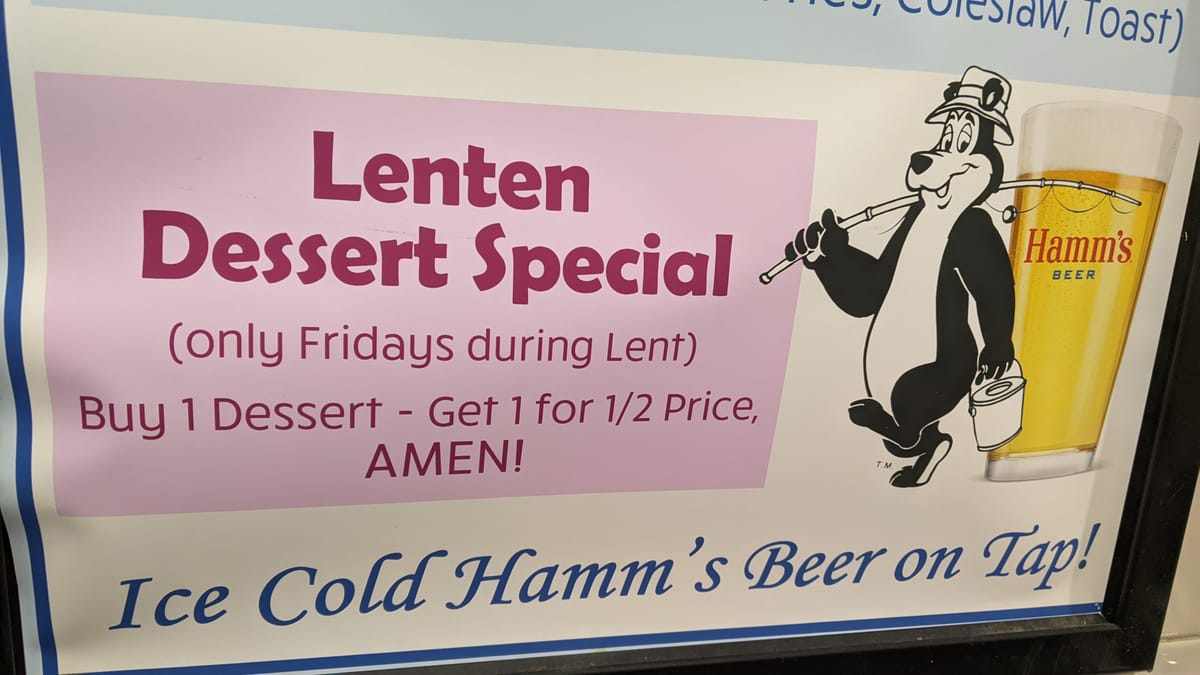 Coleslaw, Toast)
Lenten
Dessert Special
(only Fridays during Lent)
Buy 1 Dessert - Get 1 for 1/2 Price,
AMEN!
Hamm's
BEER
T.M.
Ice Cold Hamm's Beer on Tap!